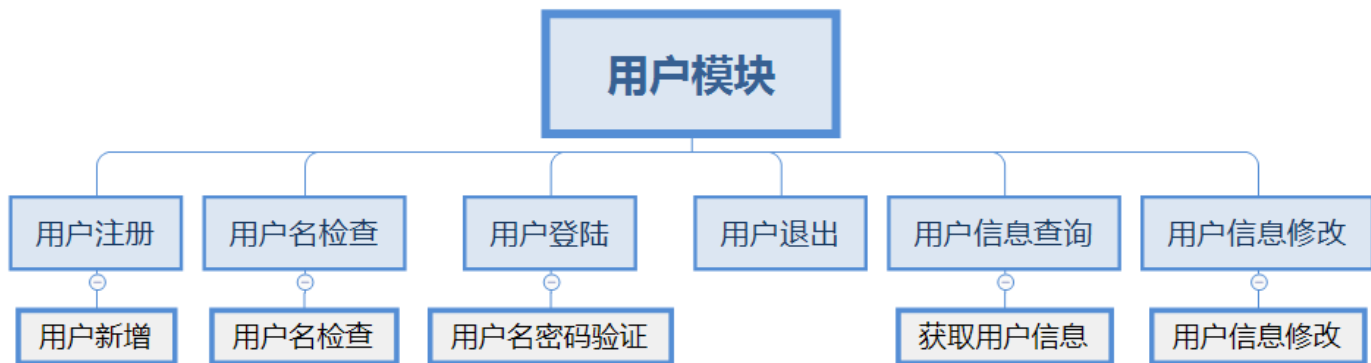 用户模块
用户注册
用户名检查
用户登陆
用户退出
用户信息查询
用户信息修改
用户新增
用户名检查
用户名密码验证
获取用户信息
用户信息修改